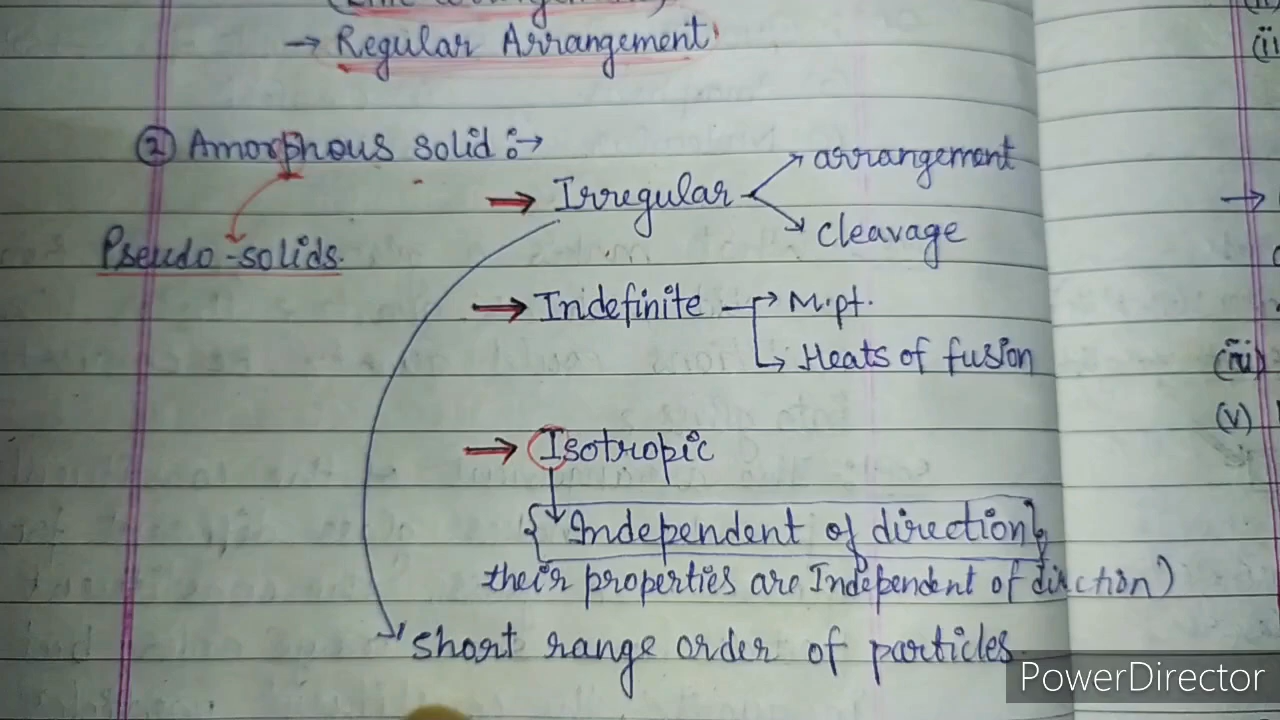 → Regular Arrangement
② Amorphous solid :→
→ Irregular → arrangement
→ cleavage
Pseudo-solids.
→ Indefinite → M.pt.
→ Heats of fusion
→ Isotropic
{Independent of direction}
their properties are Independent of direction)
short range order of particles.
(iv)
(v)
PowerDirector